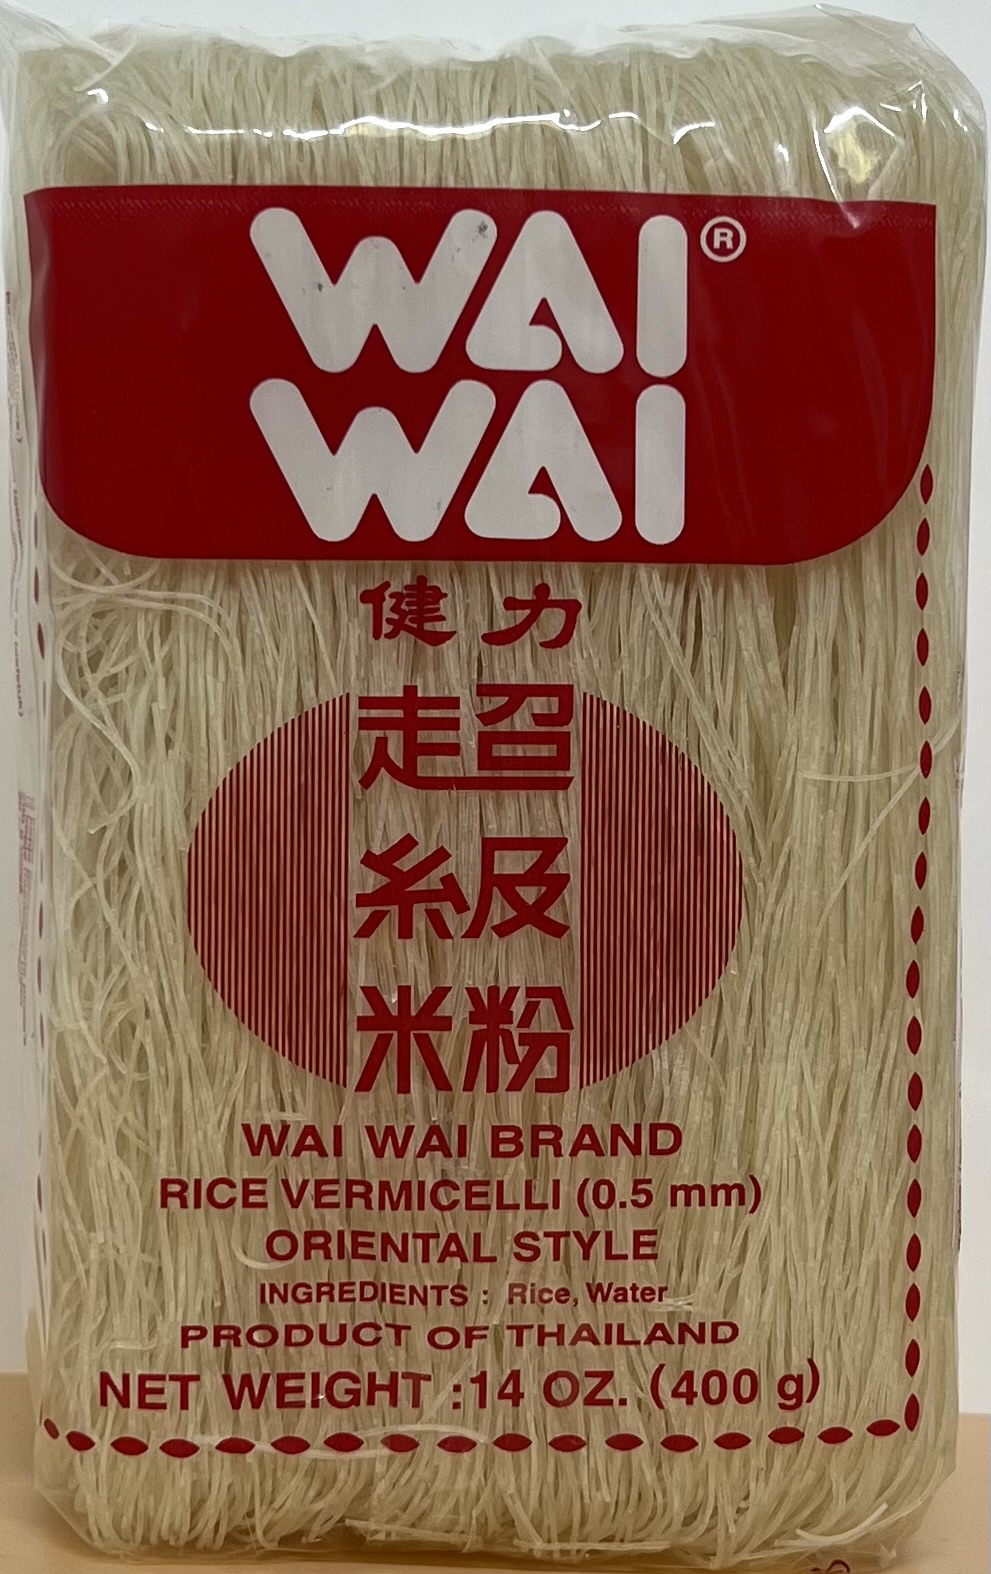 WAI®
WAI
健力
超
級
米粉
WAI WAI BRAND
RICE VERMICELLI (0.5 mm)
ORIENTAL STYLE
INGREDIENTS : Rice, Water
PRODUCT OF THAILAND
NET WEIGHT :14 OZ. (400 g)